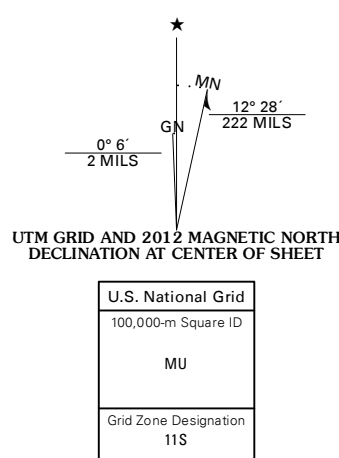 ★
MN
GN
12° 28´
222 MILS
0° 6´
2 MILS
UTM GRID AND 2012 MAGNETIC NORTH
DECLINATION AT CENTER OF SHEET
U.S. National Grid
100,000-m Square ID
MU
Grid Zone Designation
11S